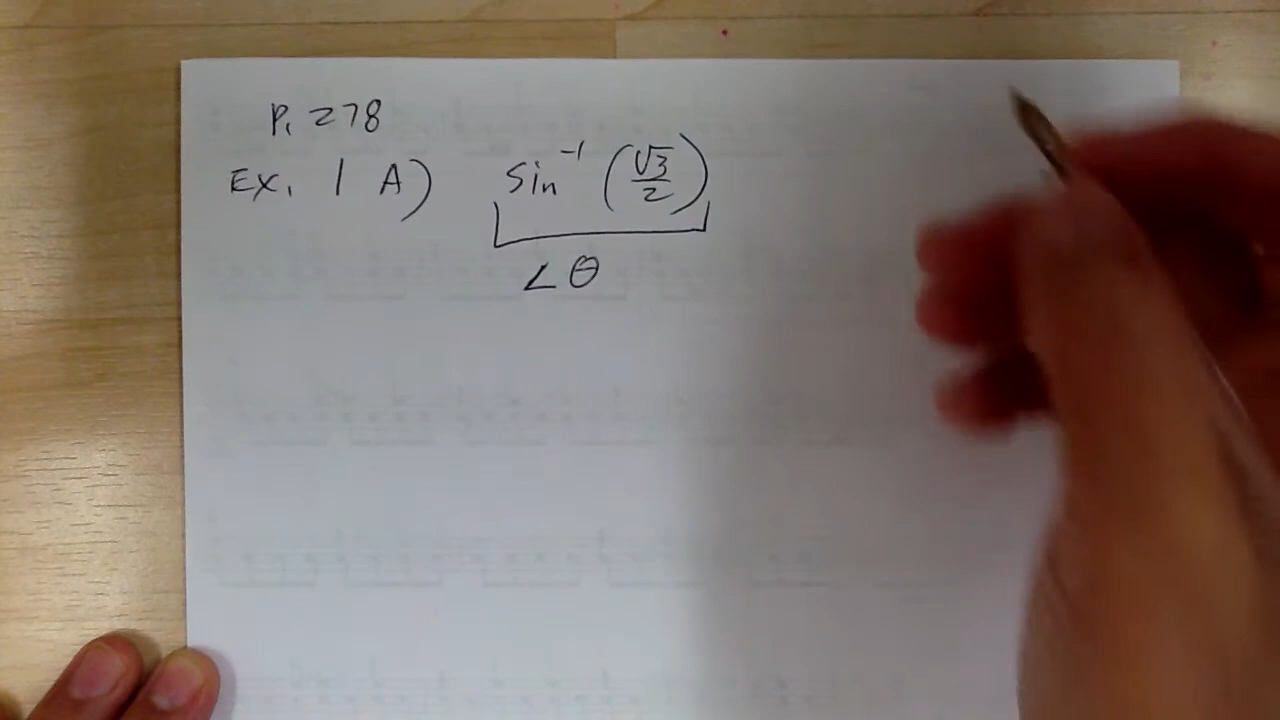 P. 278
Ex. 1 A) sin⁻¹ (√3/2)
∠θ